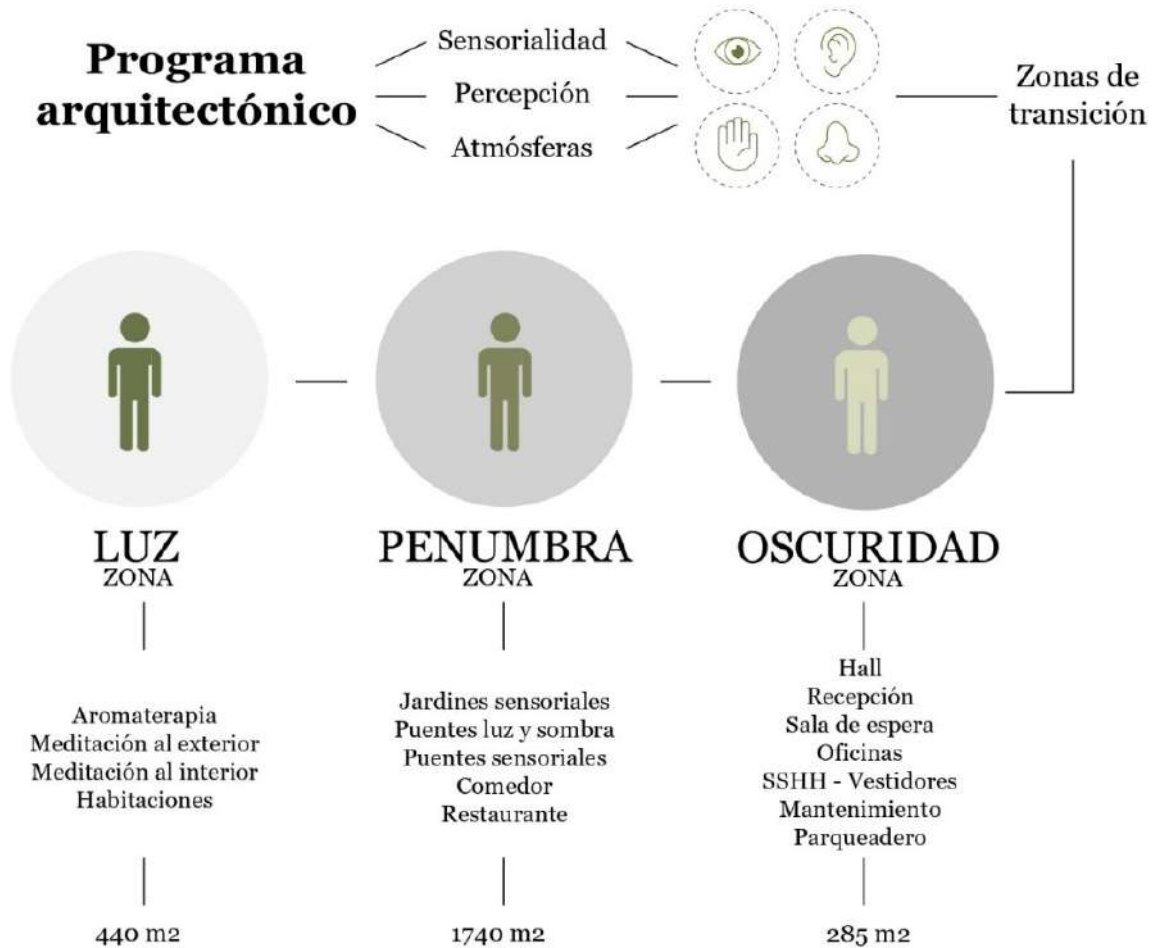 Programa
arquitectónico
Sensorialidad
Percepción
Atmósferas
Zonas de
transición
LUZ
ZONA
Aromaterapia
Meditación al exterior
Meditación al interior
Habitaciones
440 m2
PENUMBRA
ZONA
Jardines sensoriales
Puentes luz y sombra
Puentes sensoriales
Comedor
Restaurante
1740 m2
OSCURIDAD
ZONA
Hall
Recepción
Sala de espera
Oficinas
SSHH - Vestidores
Mantenimiento
Parqueadero
285 m2